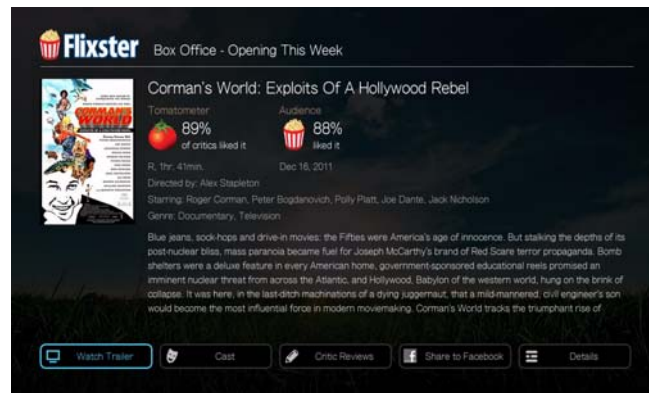 Flixster Box Office - Opening This Week
Corman's World: Exploits Of A Hollywood Rebel
Tomatometer Audience
89% 88%
of critics liked it liked it
R, 1hr. 41min. Dec 16, 2011
Directed by: Alex Stapleton
Starring: Roger Corman, Peter Bogdanovich, Polly Platt, Joe Dante, Jack Nicholson
Genre: Documentary, Television
Blue jeans, sock-hops and drive-in movies: the Fifties were America's age of innocence. But stalking the depths of its
post-nuclear bliss, mass paranoia became fuel for Joseph McCarthy's brand of Red Scare terror propaganda. Bomb
shelters were a deluxe feature in every American home, government-sponsored educational reels promised an
imminent nuclear threat from across the Atlantic, and Hollywood, Babylon of the western world, hung on the brink of
collapse. It was here, in the last-ditch machinations of a dying juggernaut, that a mild-mannered, civil engineer's son
would become the most influential force in modern moviemaking. Corman's World tracks the triumphant rise of
CORMAN'S
WORLD
Watch Trailer Cast Critic Reviews Share to Facebook Details